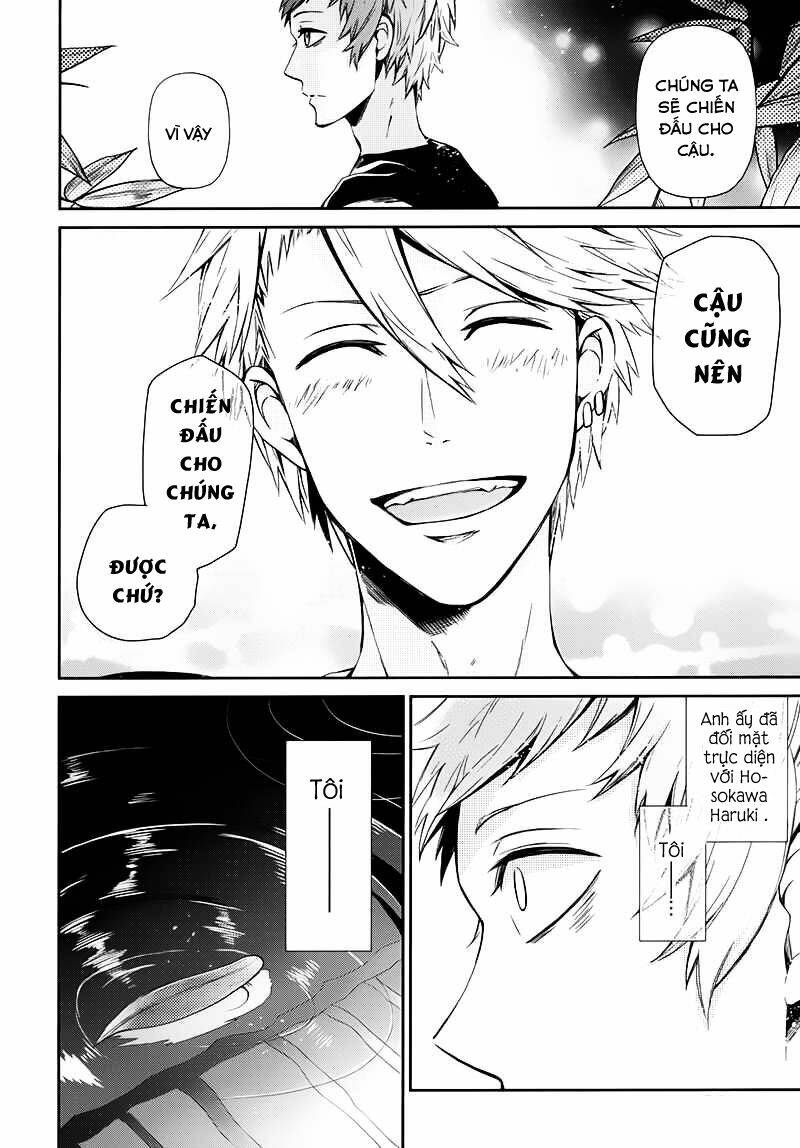 CHÚNG TA
SẼ CHIẾN
ĐẤU CHO
CẬU.
VĨ VẬY
CẬU
CŨNG
NÊN
CHIẾN
ĐẤU
CHO
CHÚNG
TA,
ĐƯỢC
CHỨ?
Anh ấy đã
đối mặt
trực diện
với Ho-
sokawa
Haruki .
Tôi
......
Tôi
——